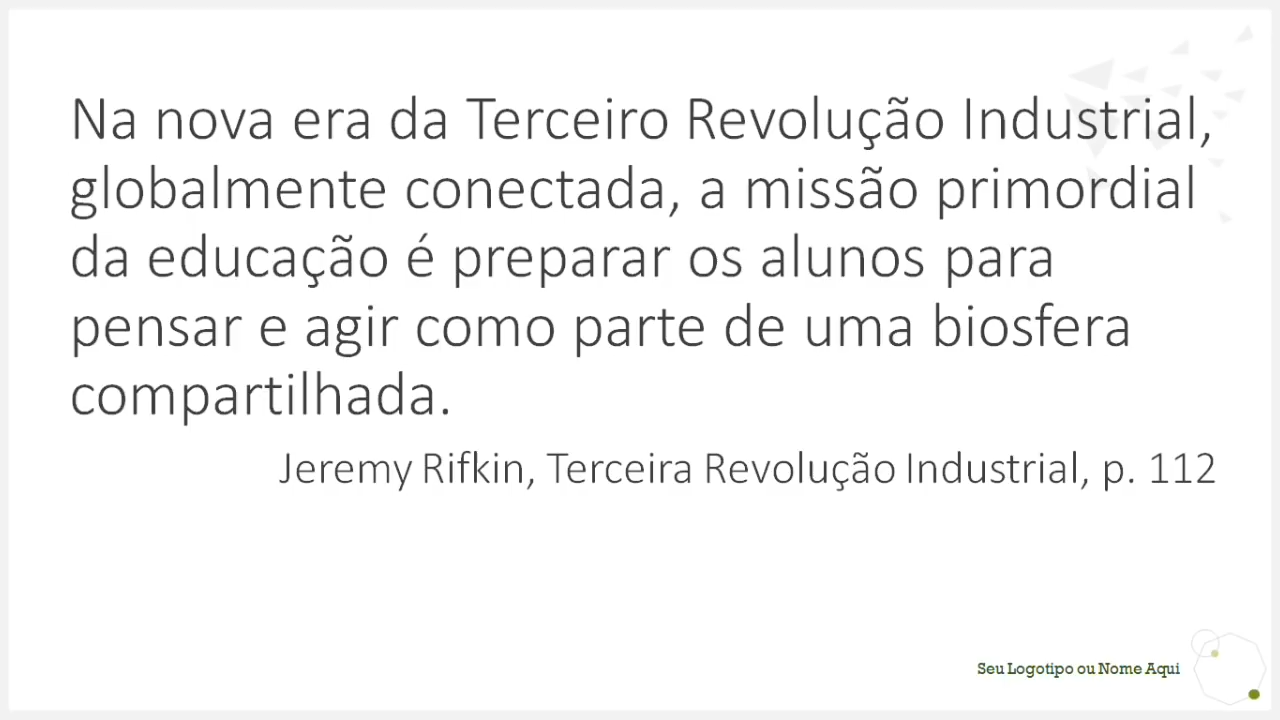 Na nova era da Terceiro Revolução Industrial,
globalmente conectada, a missão primordial
da educação é preparar os alunos para
pensar e agir como parte de uma biosfera
compartilhada.
Jeremy Rifkin, Terceira Revolução Industrial, p. 112
Seu Logotipo ou Nome Aqui